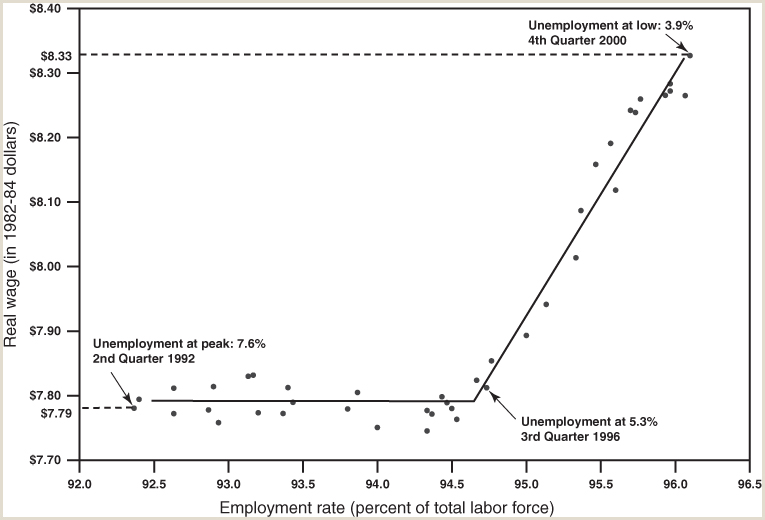 $8.40
Unemployment at low: 3.9%
4th Quarter 2000
$8.33
$8.30
$8.20
$8.10
$8.00
$7.90
Unemployment at peak: 7.6%
2nd Quarter 1992
$7.80
$7.79
Unemployment at 5.3%
3rd Quarter 1996
$7.70
Real wage (in 1982-84 dollars)
92.0 92.5 93.0 93.5 94.0 94.5 95.0 95.5 96.0 96.5
Employment rate (percent of total labor force)